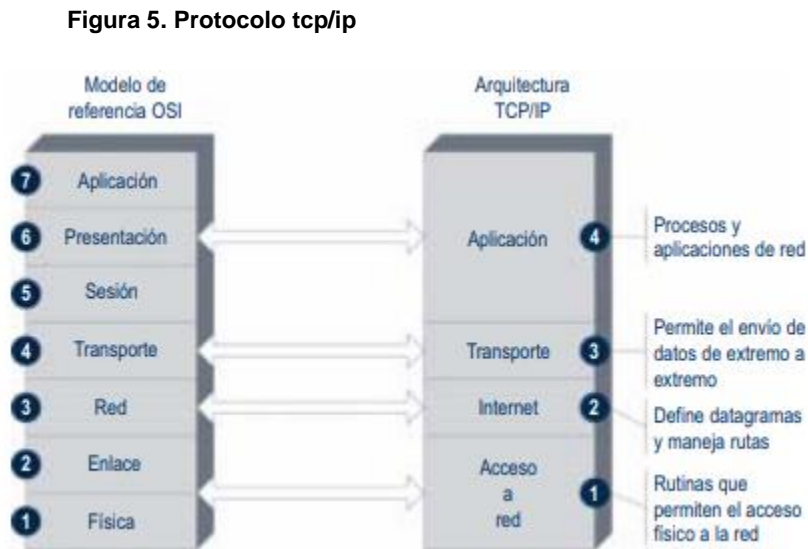 Figura 5. Protocolo tcp/ip
Modelo de
referencia OSI
7 Aplicación
6 Presentación
5 Sesión
4 Transporte
3 Red
2 Enlace
1 Física
Arquitectura
TCP/IP
Aplicación 4
Transporte 3
Internet 2
Acceso
a
red
1
Procesos y
aplicaciones de red
Permite el envío de
datos de extremo a
extremo
Define datagramas
y maneja rutas
Rutinas que
permiten el acceso
físico a la red